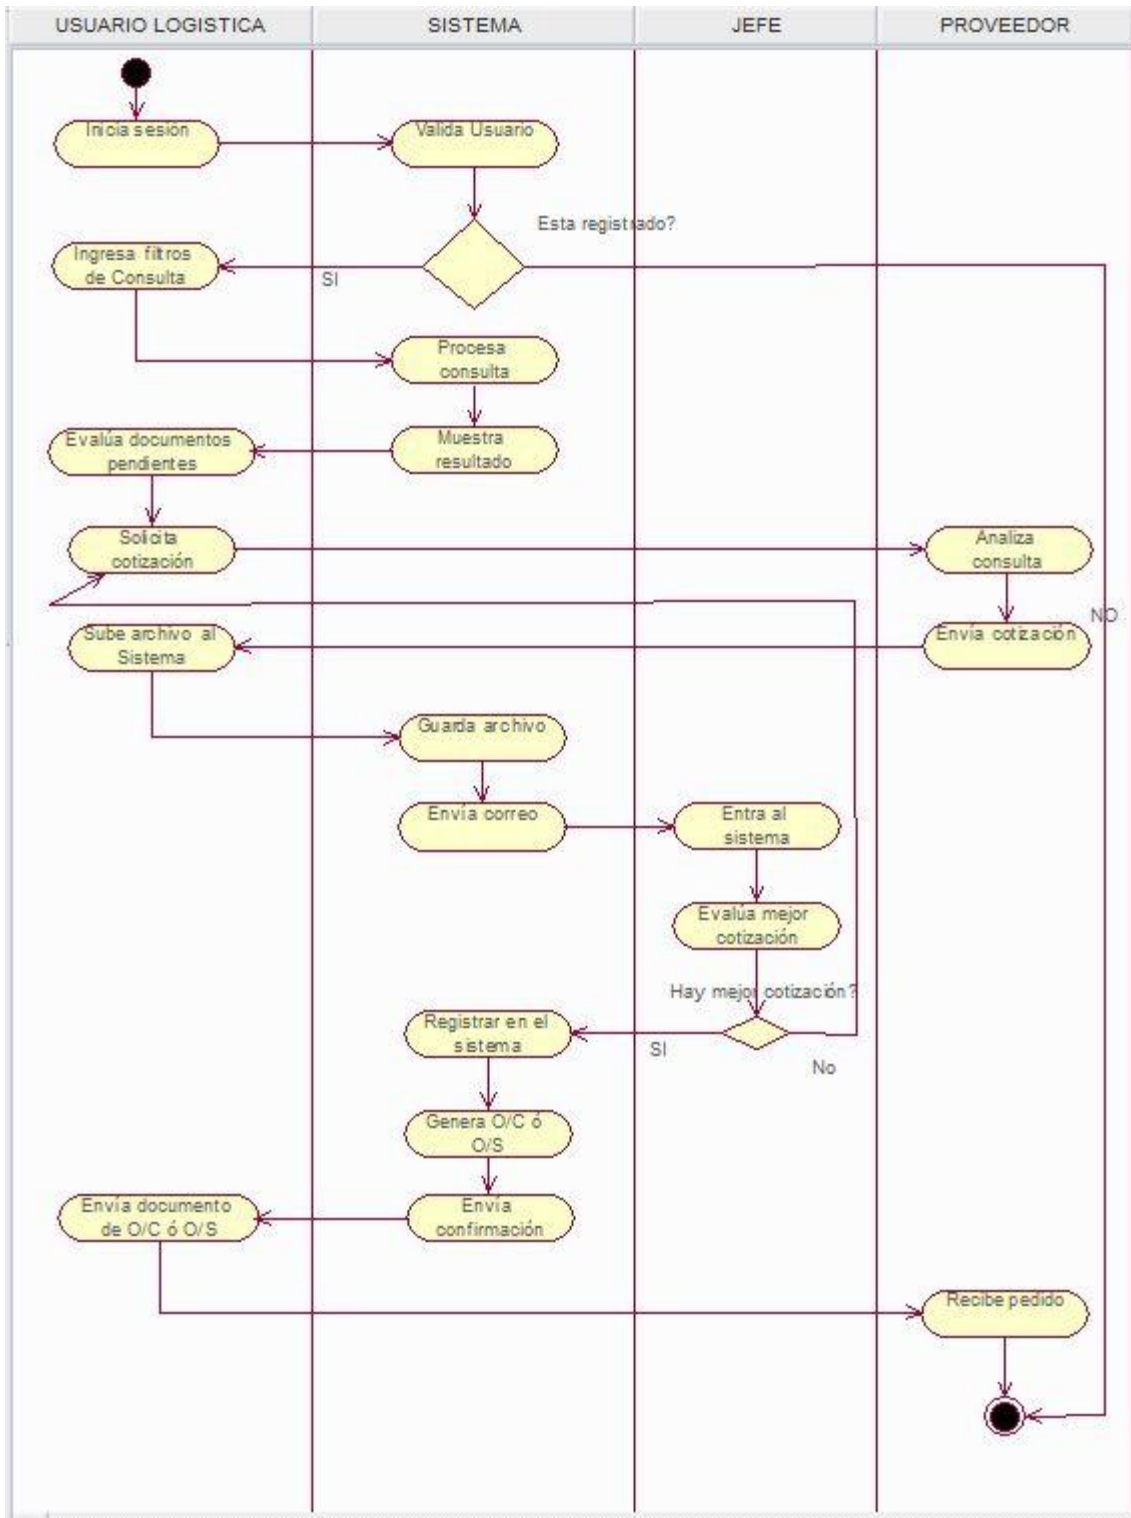 USUARIO LOGISTICA
SISTEMA
JEFE
PROVEEDOR
Inicia sesión
Valida Usuario
Esta registrado?
Ingresa filtros
de Consulta
SI
Procesa
consulta
Evalúa documentos
pendientes
Muestra
resultado
Solicita
cotización
Analiza
consulta
NO
Sube archivo al
Sistema
Envía cotización
Guarda archivo
Envía correo
Entra al
sistema
Evalúa mejor
cotización
Hay mejor cotización?
Registrar en el
sistema
SI
No
Genera O/C ó
O/S
Envía documento
de O/C ó O/S
Envía
confirmación
Recibe pedido